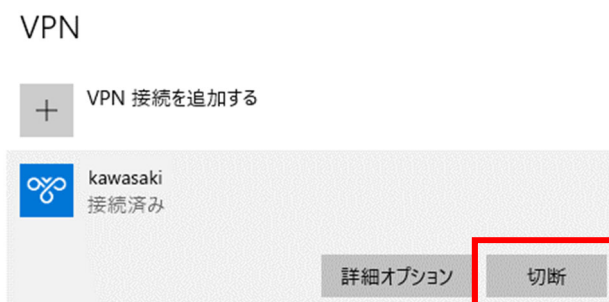 VPN
VPN 接続を追加する
kawasaki
接続済み
詳細オプション
切断